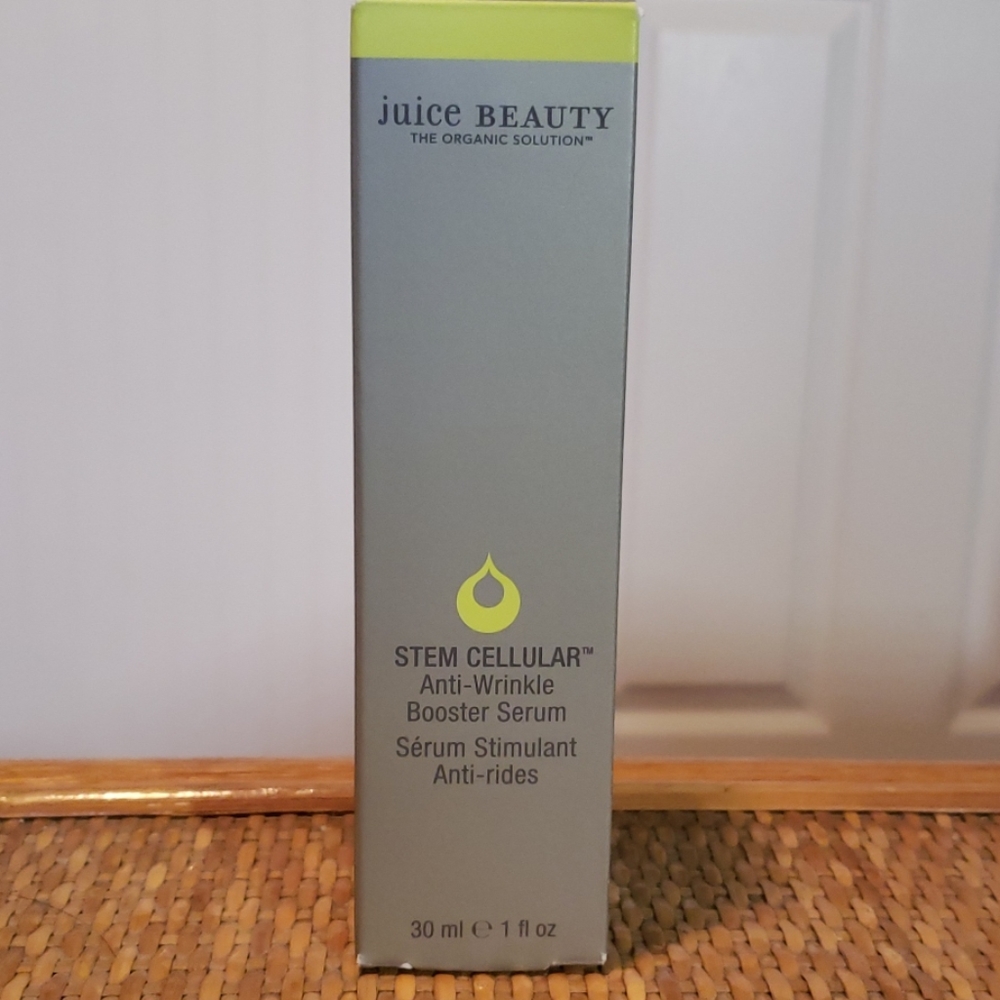 juice BEAUTY
THE ORGANIC SOLUTION™
STEM CELLULAR™
Anti-Wrinkle
Booster Serum
Sérum Stimulant
Anti-rides
30 ml ℮ 1 fl oz